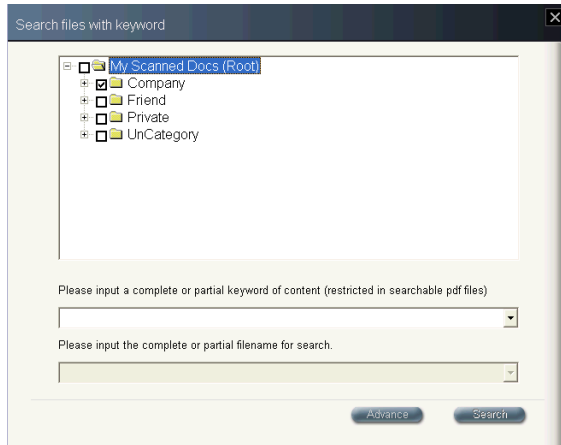 Search files with keyword
My Scanned Docs (Root)
Company
Friend
Private
UnCategory
Please input a complete or partial keyword of content (restricted in searchable pdf files)
Please input the complete or partial filename for search.
Advance Search